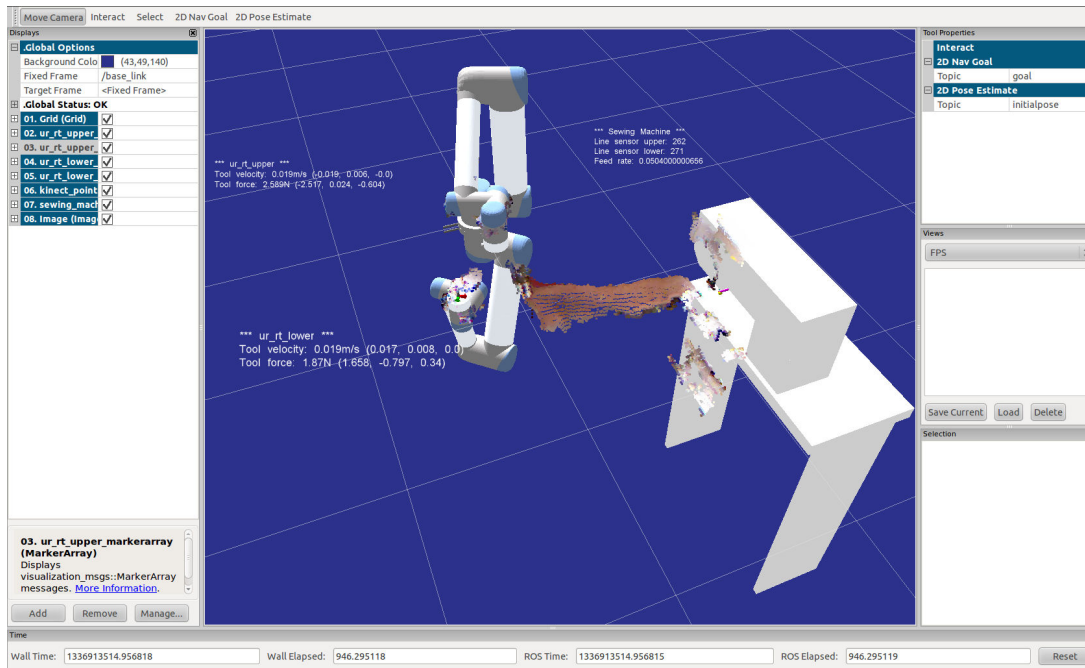 Move Camera Interact Select 2D Nav Goal 2D Pose Estimate
Displays
.Global Options
Background Colo (43,49,140)
Fixed Frame /base_link
Target Frame <Fixed Frame>
.Global Status: OK
01. Grid (Grid)
02. ur_rt_upper_
03. ur_rt_upper_
04. ur_rt_lower_
05. ur_rt_lower_
06. kinect_point
07. sewing_mach
08. Image (Imag
03. ur_rt_upper_markerarray
(MarkerArray)
Displays
visualization_msgs::MarkerArray
messages. More Information.
Add Remove Manage...
*** ur_rt_upper ***
Tool velocity: 0.019m/s (-0.019, 0.006, -0.0)
Tool force: 2.589N (-2.517, 0.024, -0.604)
*** Sewing Machine ***
Line sensor upper: 262
Line sensor lower: 271
Feed rate: 0.0504000000656
*** ur_rt_lower ***
Tool velocity: 0.019m/s (0.017, 0.008, 0.0)
Tool force: 1.87N (1.658, -0.797, 0.34)
Tool Properties
Interact
2D Nav Goal
Topic goal
2D Pose Estimate
Topic initialpose
Views
FPS
Save Current Load Delete
Selection
Time
Wall Time: 1336913514.956818 Wall Elapsed: 946.295118 ROS Time: 1336913514.956815 ROS Elapsed: 946.295119 Reset